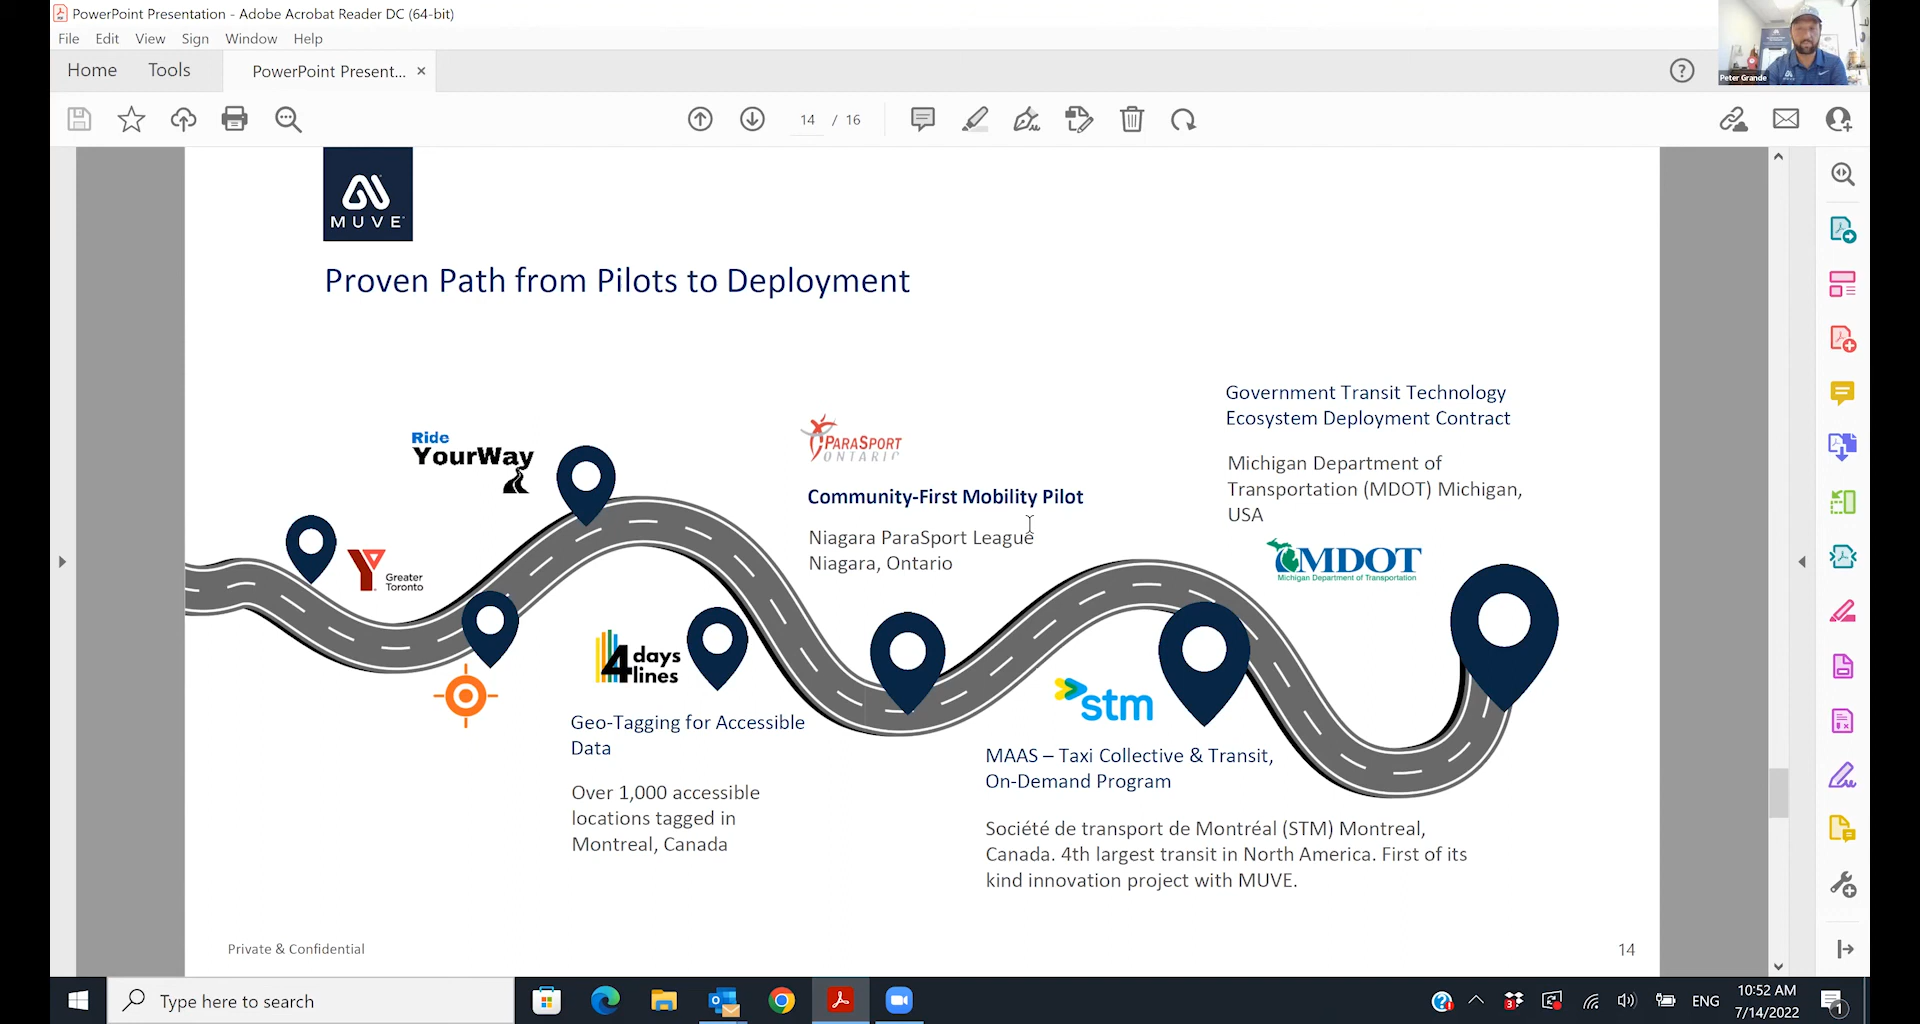 PowerPoint Presentation - Adobe Acrobat Reader DC (64-bit)
File Edit View Sign Window Help
Home Tools PowerPoint Present... ×
Peter Grande
14 / 16
MUVE
Proven Path from Pilots to Deployment
Ride
YourWay
Greater
Toronto
4 days
lines
Geo-Tagging for Accessible
Data
Over 1,000 accessible
locations tagged in
Montreal, Canada
PARASPORT
ONTARIO
Community-First Mobility Pilot
Niagara ParaSport League
Niagara, Ontario
stm
MAAS – Taxi Collective & Transit,
On-Demand Program
Société de transport de Montréal (STM) Montreal,
Canada. 4th largest transit in North America. First of its
kind innovation project with MUVE.
Government Transit Technology
Ecosystem Deployment Contract
Michigan Department of
Transportation (MDOT) Michigan,
USA
MDOT
Michigan Department of Transportation
Private & Confidential
14
Type here to search
ENG
10:52 AM
7/14/2022
1